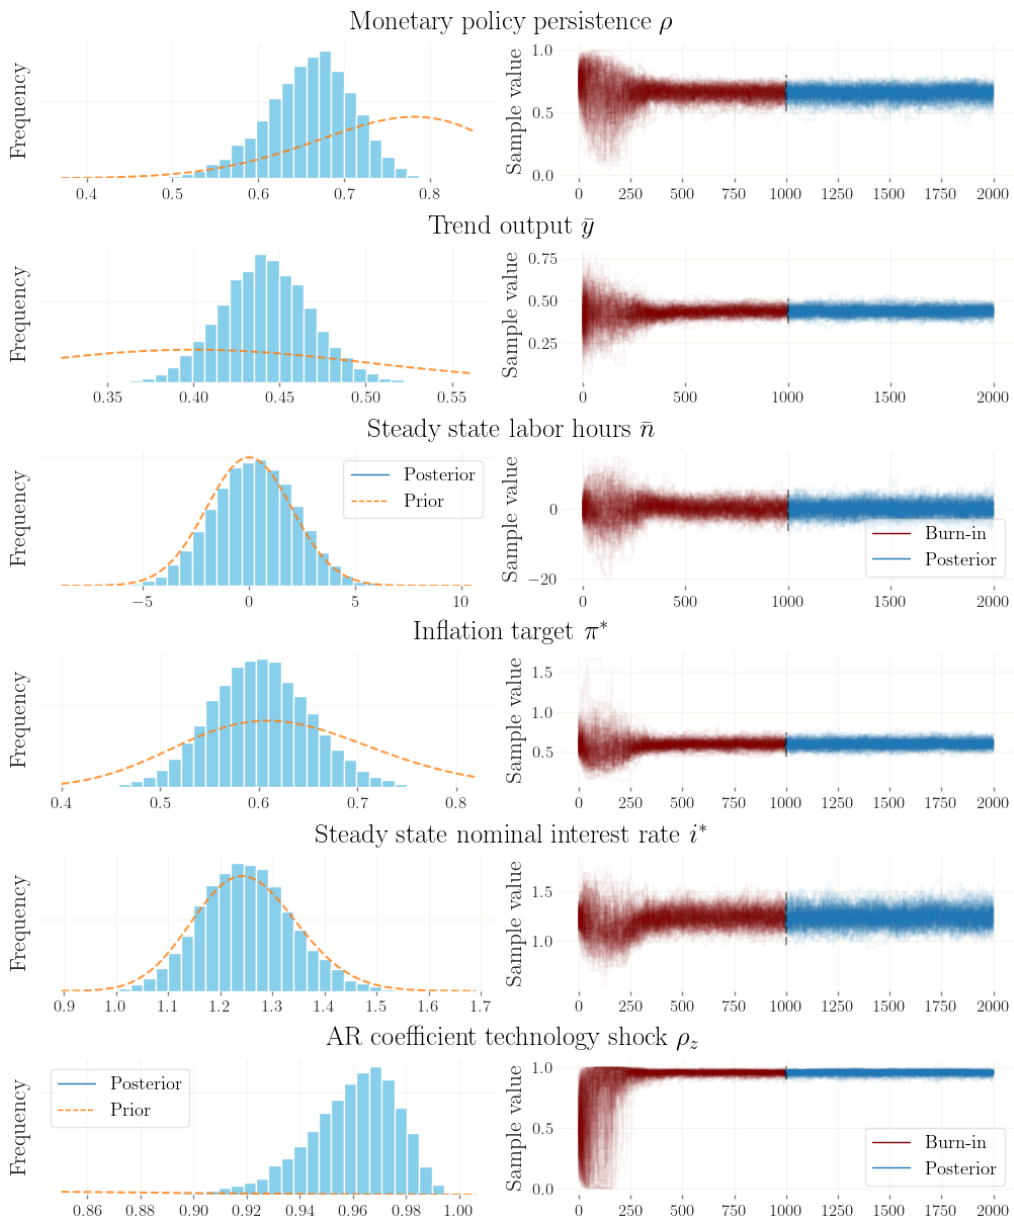 Monetary policy persistence ρ
Frequency
0.4 0.5 0.6 0.7 0.8
Sample value
1.0
0.5
0.0
0 250 500 750 1000 1250 1500 1750 2000
Trend output ȳ
Frequency
0.35 0.40 0.45 0.50 0.55
Sample value
0.75
0.50
0.25
0 500 1000 1500 2000
Steady state labor hours n̄
Frequency
Posterior
Prior
−5 0 5 10
Sample value
0
−20
Burn-in
Posterior
0 500 1000 1500 2000
Inflation target π*
Frequency
0.4 0.5 0.6 0.7 0.8
Sample value
1.5
1.0
0.5
0 250 500 750 1000 1250 1500 1750 2000
Steady state nominal interest rate i*
Frequency
0.9 1.0 1.1 1.2 1.3 1.4 1.5 1.6 1.7
Sample value
1.5
1.0
0 250 500 750 1000 1250 1500 1750 2000
AR coefficient technology shock ρ_z
Frequency
Posterior
Prior
0.86 0.88 0.90 0.92 0.94 0.96 0.98 1.00
Sample value
1.0
0.5
0.0
Burn-in
Posterior
0 250 500 750 1000 1250 1500 1750 2000